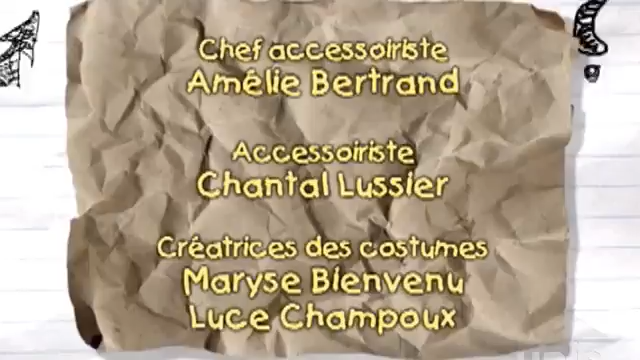 Chef accessoiriste
Amélie Bertrand
Accessoiriste
Chantal Lussier
Créatrices des costumes
Maryse Bienvenu
Luce Champoux